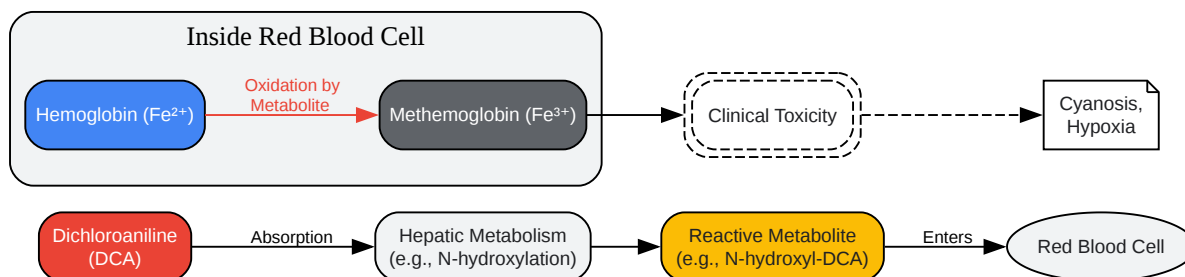 Inside Red Blood Cell
Hemoglobin (Fe²⁺)
Oxidation by
Metabolite
Methemoglobin (Fe³⁺)
Clinical Toxicity
Cyanosis,
Hypoxia
Dichloroaniline
(DCA)
Absorption
Hepatic Metabolism
(e.g., N-hydroxylation)
Reactive Metabolite
(e.g., N-hydroxyl-DCA)
Enters
Red Blood Cell